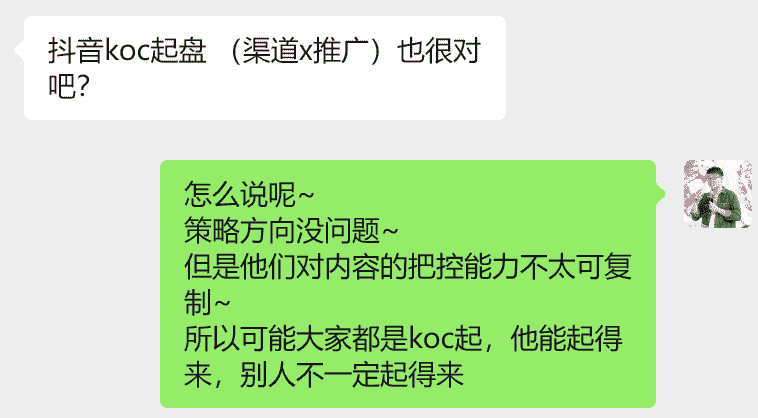 抖音koc起盘 （渠道x推广）也很对
吧？
怎么说呢~
策略方向没问题~
但是他们对内容的把控能力不太可复
制~
所以可能大家都是koc起，他能起得
来，别人不一定起得来